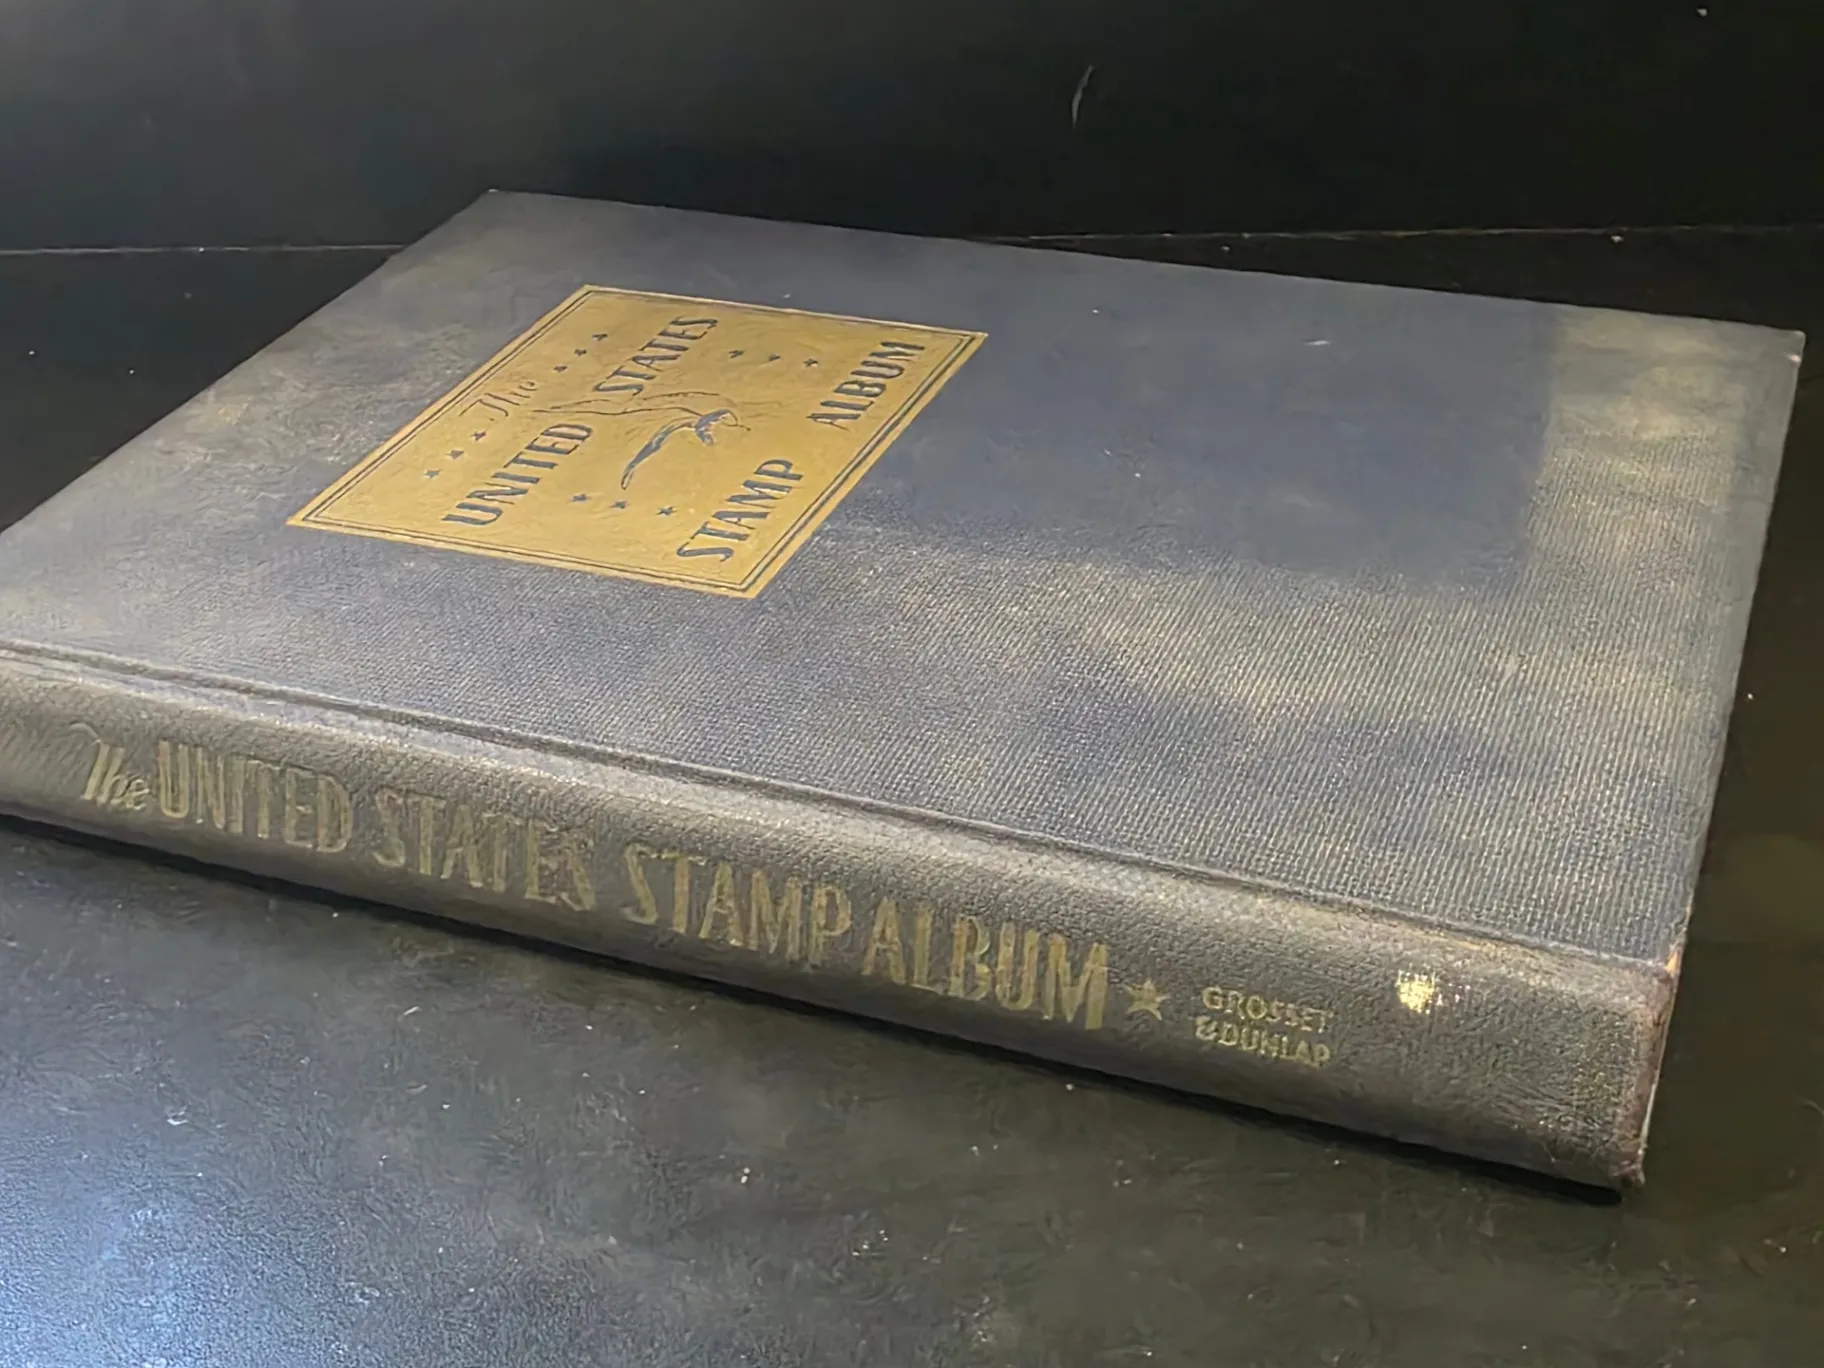 The
UNITED STATES
STAMP ALBUM
The UNITED STATES STAMP ALBUM ★ GROSSET
& DUNLAP